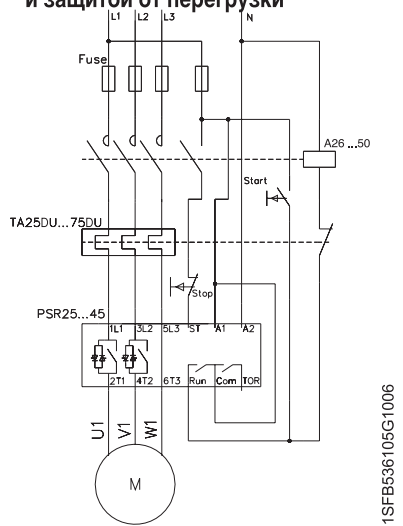 и защитой от перегрузки
L1 L2 L3 N
Fuse
A26...50
Start
TA25DU...75DU
Stop
PSR25...45
1L1 3L2 5L3 ST A1 A2
2T1 4T2 6T3 Run Com TOR
U1 V1 W1
M
1SFB536105G1006